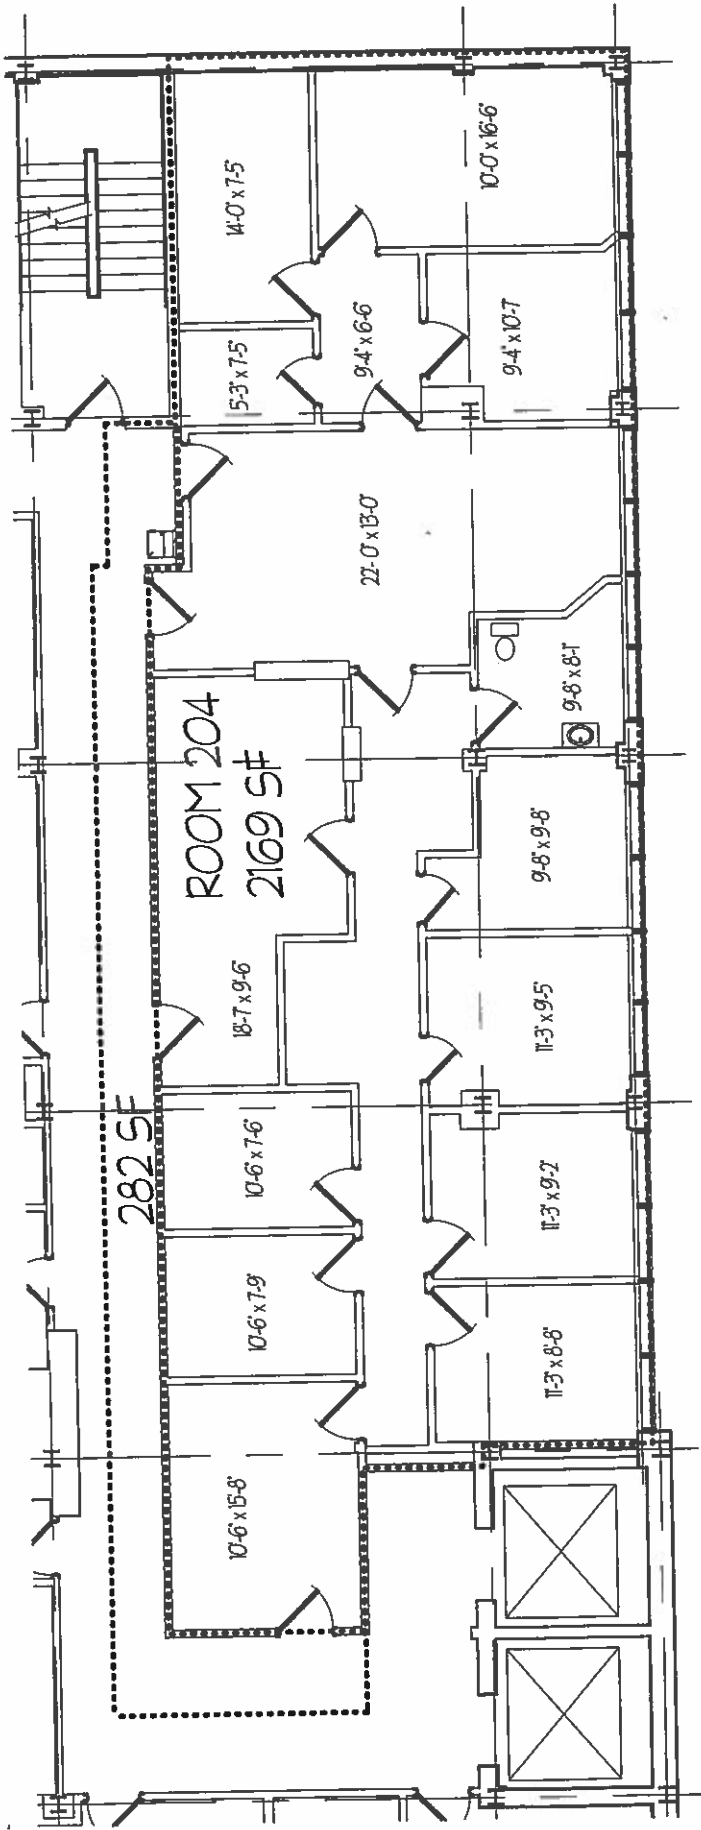 14'-0" x 7'-5"
10'-0" x 16'-6"
5'-3" x 7'-5"
9'-4" x 6'-6"
9'-4" x 10'-7"
22'-0" x 13'-0"
9'-8" x 8'-1"
ROOM 204
2169 SF
9'-8" x 9'-8"
18'-7" x 9'-6"
11'-3" x 9'-5"
282 SF
10'-6" x 7'-6"
11'-3" x 9'-2"
10'-6" x 7'-9"
11'-3" x 8'-8"
10'-6" x 15'-8"